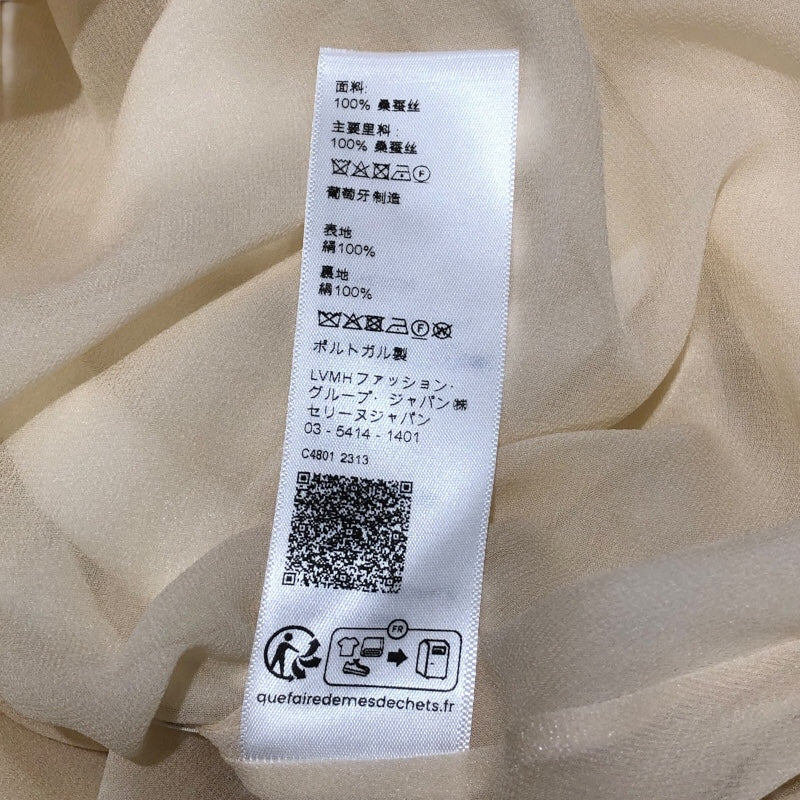 面料:
100% 桑蚕丝
主要里料:
100% 桑蚕丝
F
葡萄牙制造
表地
絹100%
裏地
絹100%
F
ポルトガル製
LVMHファッション・
グループ・ジャパン㈱
セリーヌジャパン
03 - 5414 - 1401
C4801 2313
FR
quefairedemesdechets.fr